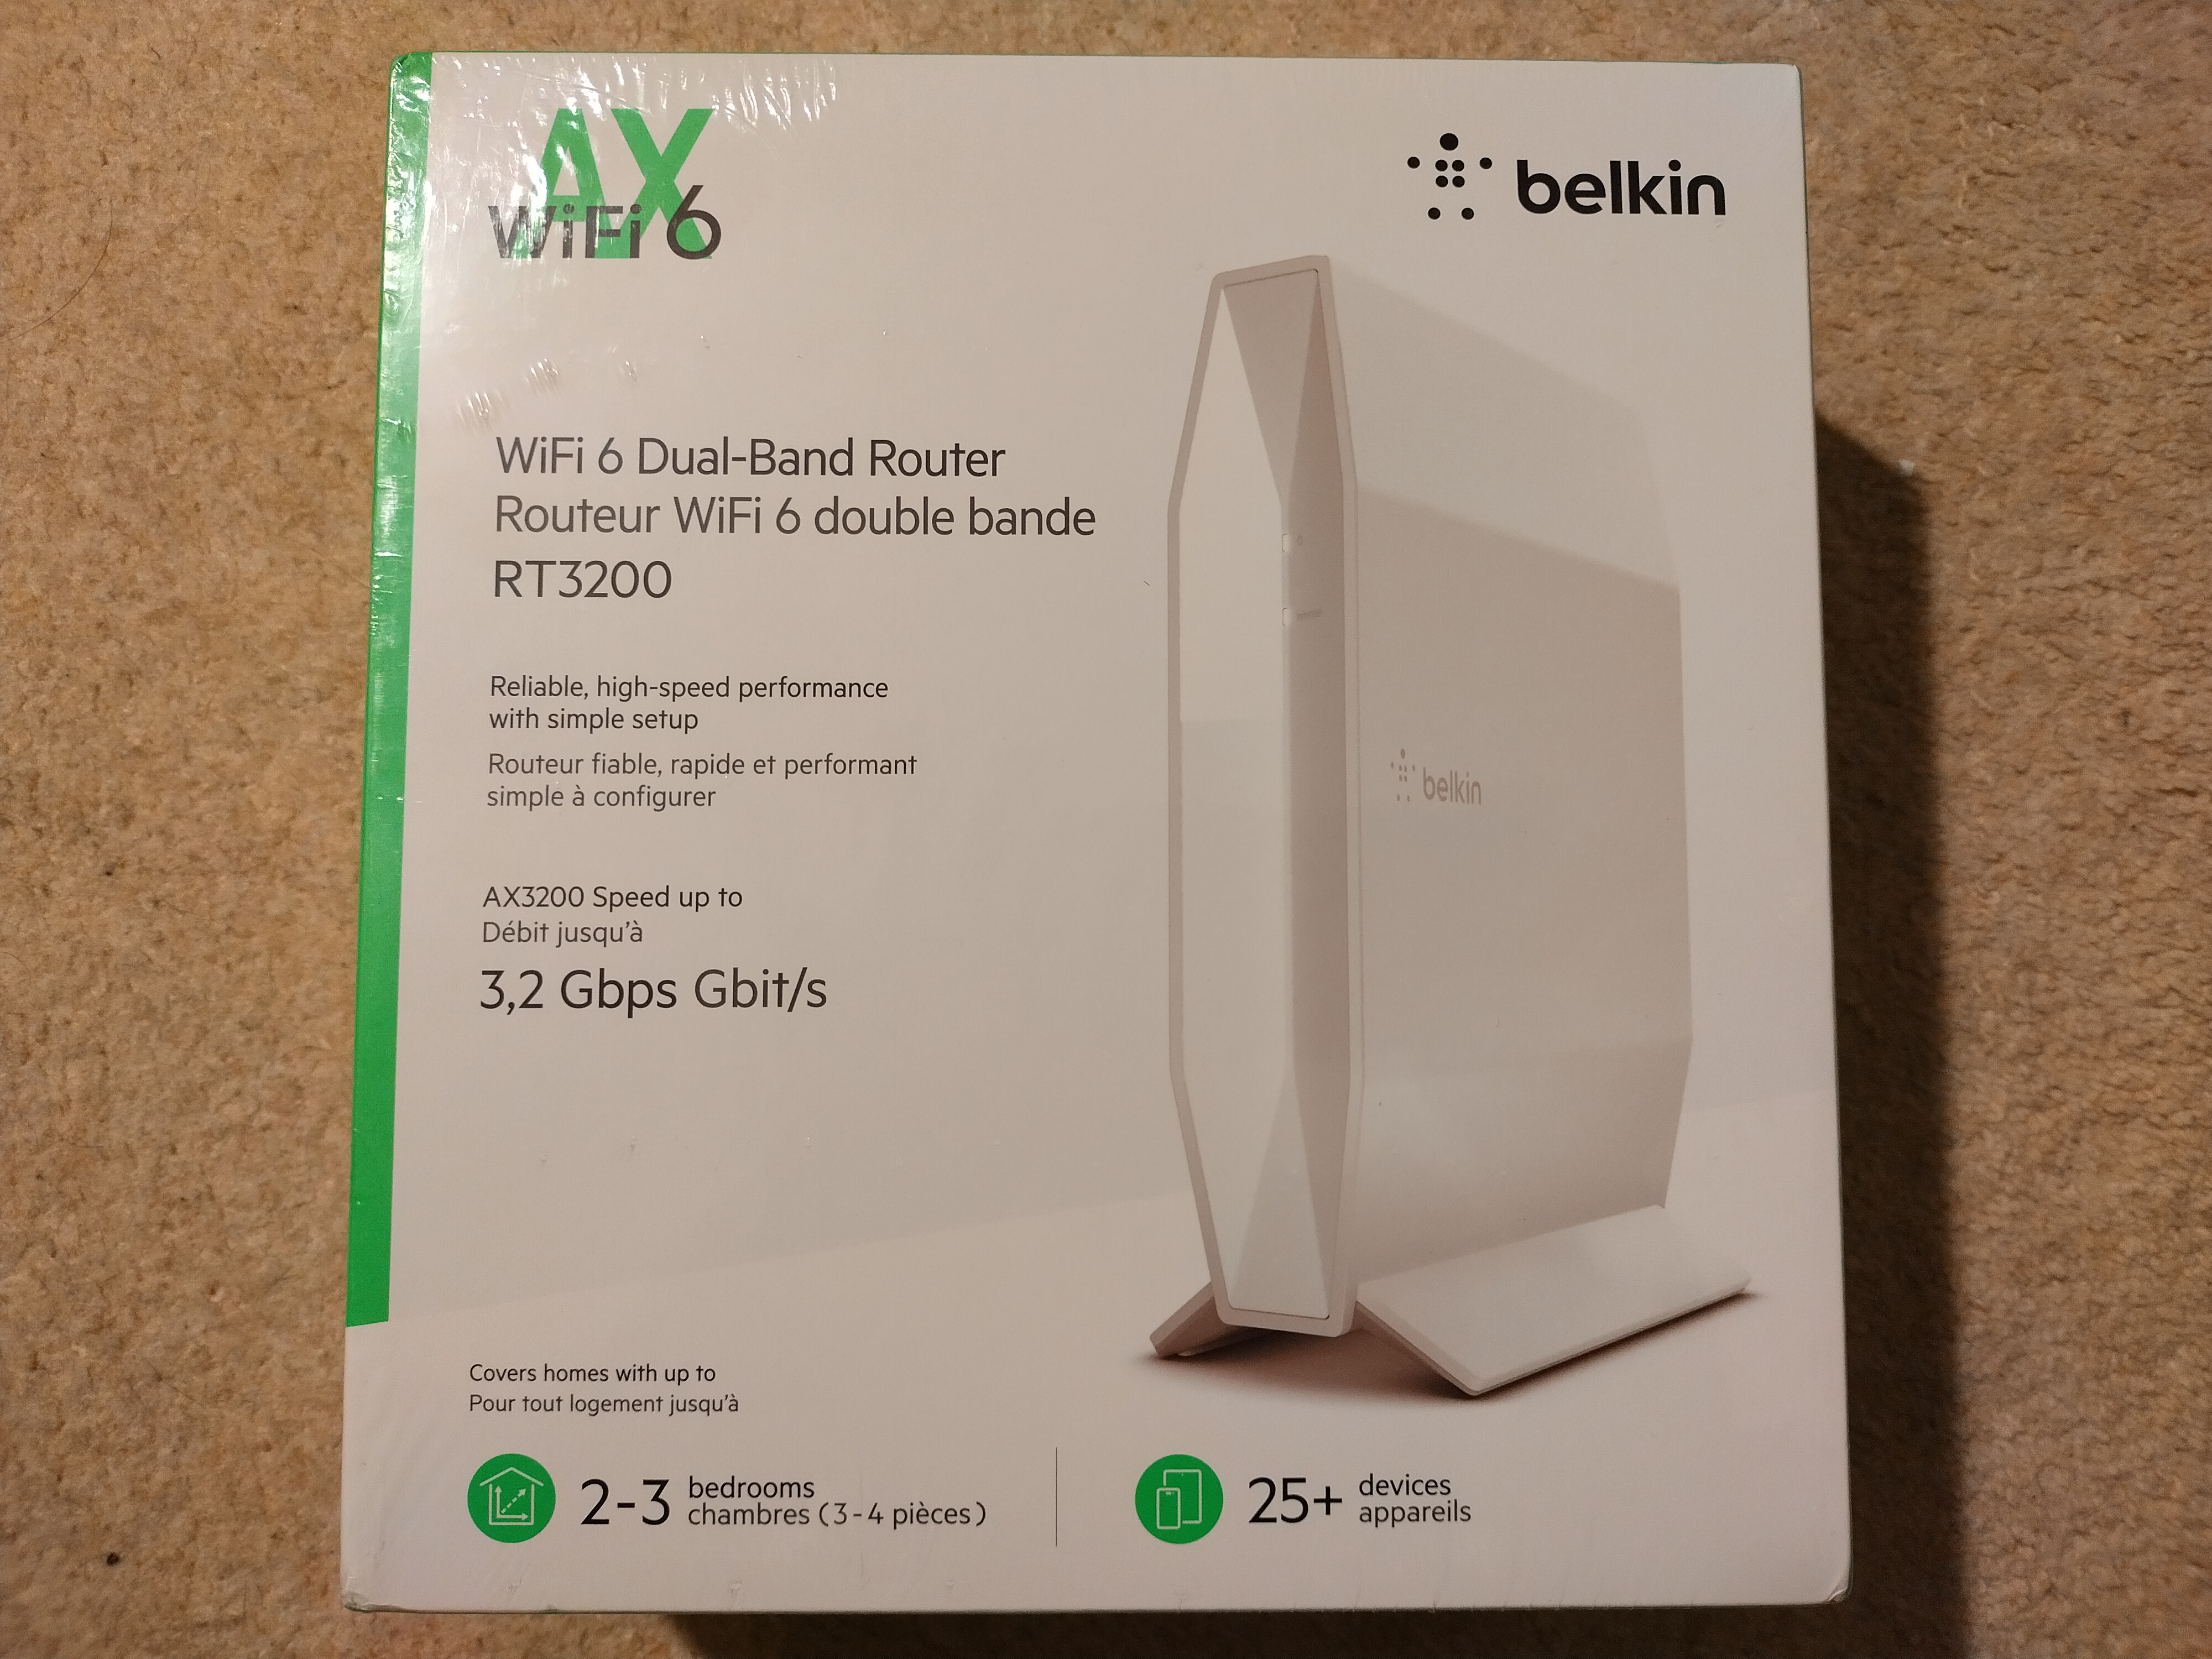 AX
WiFi 6
belkin
WiFi 6 Dual-Band Router
Routeur WiFi 6 double bande
RT3200
Reliable, high-speed performance
with simple setup
Routeur fiable, rapide et performant
simple à configurer
belkin
AX3200 Speed up to
Débit jusqu'à
3,2 Gbps Gbit/s
Covers homes with up to
Pour tout logement jusqu'à
2-3 bedrooms
chambres (3-4 pièces)
25+ devices
appareils